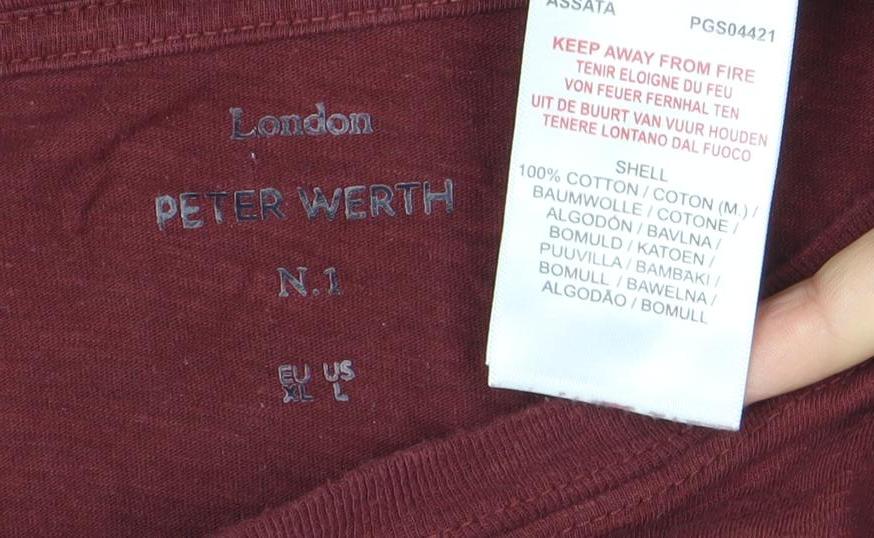 London
PETER WERTH
N.1
EU US
XL L
ASSATA
PGS04421
KEEP AWAY FROM FIRE
TENIR ELOIGNE DU FEU
VON FEUER FERNHAL TEN
UIT DE BUURT VAN VUUR HOUDEN
TENERE LONTANO DAL FUOCO
SHELL
100% COTTON / COTON (M.) /
BAUMWOLLE / COTONE /
ALGODÓN / BAVLNA /
BOMULD / KATOEN /
PUUVILLA / BAMBAKI /
BOMULL / BAWELNA /
ALGODÃO / BOMULL